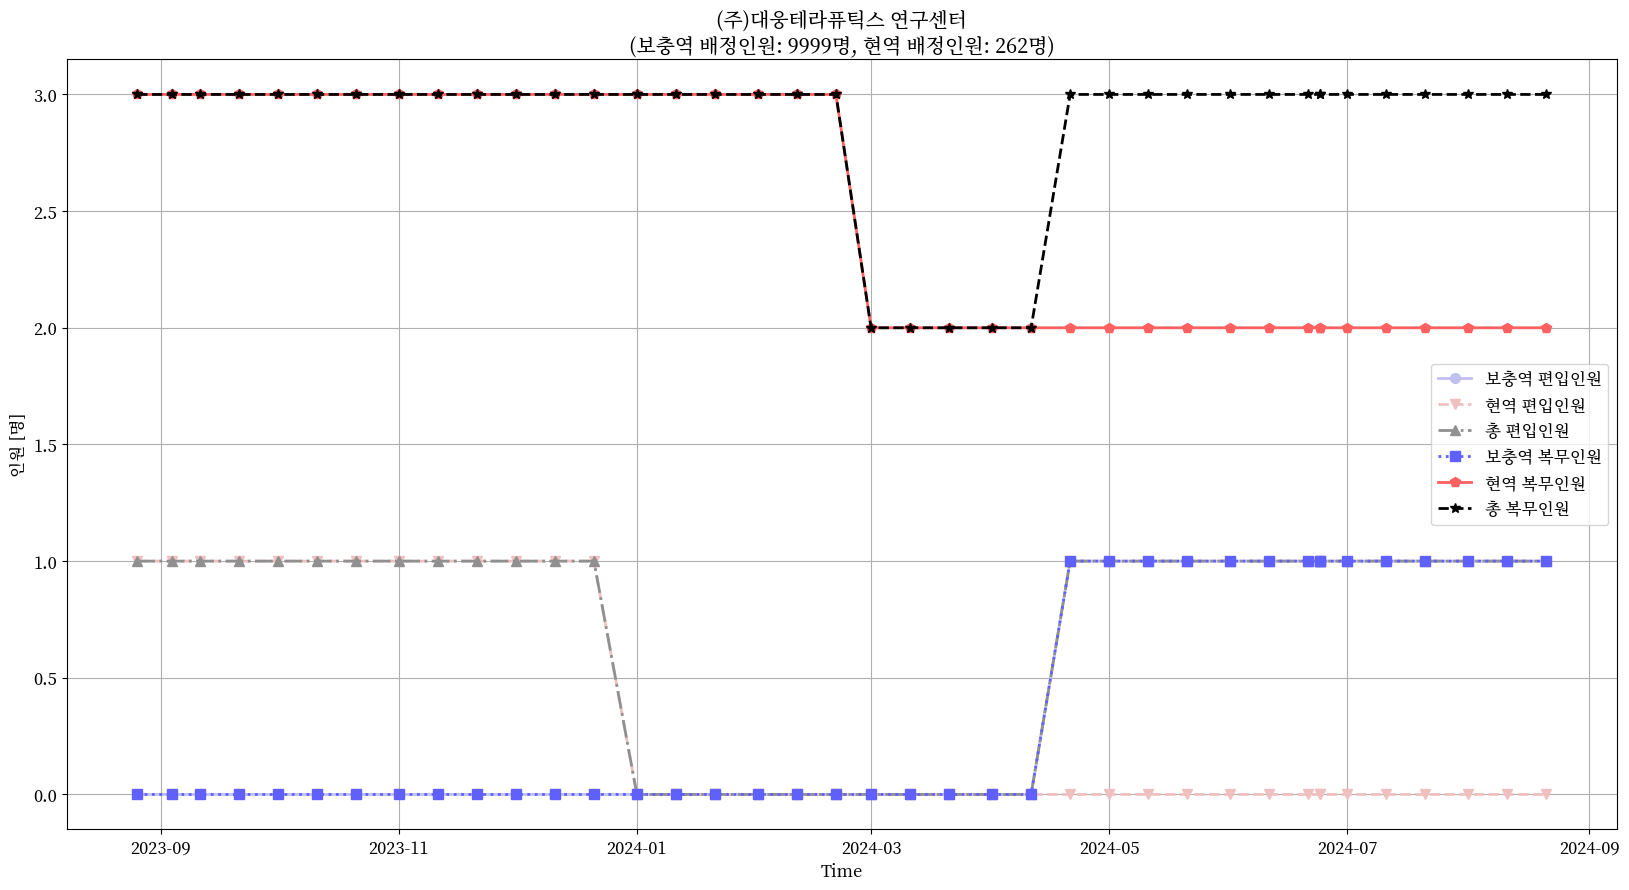 (주)대웅테라퓨틱스 연구센터
(보충역 배정인원: 9999명, 현역 배정인원: 262명)
인원 [명]
3.0
2.5
2.0
1.5
1.0
0.5
0.0
보충역 편입인원
현역 편입인원
총 편입인원
보충역 복무인원
현역 복무인원
총 복무인원
2023-09
2023-11
2024-01
2024-03
2024-05
2024-07
2024-09
Time